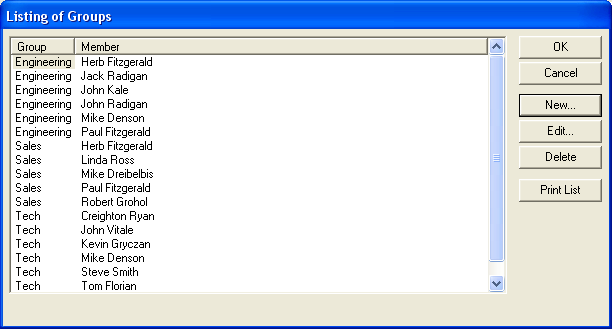 Listing of Groups
Group Member
Engineering Herb Fitzgerald
Engineering Jack Radigan
Engineering John Kale
Engineering John Radigan
Engineering Mike Denson
Engineering Paul Fitzgerald
Sales Herb Fitzgerald
Sales Linda Ross
Sales Mike Dreibelbis
Sales Paul Fitzgerald
Sales Robert Grohol
Tech Creighton Ryan
Tech John Vitale
Tech Kevin Gryczan
Tech Mike Denson
Tech Steve Smith
Tech Tom Florian
OK
Cancel
New...
Edit...
Delete
Print List